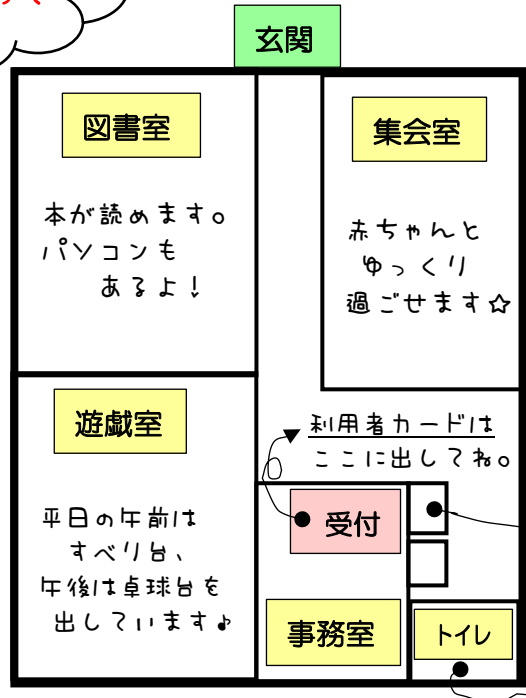 玄関
図書室
本が読めます。
パソコンも
あるよ！
集会室
赤ちゃんと
ゆっくり
過ごせます☆
遊戯室
平日の午前は
すべり台、
午後は卓球台を
出しています♪
利用者カードは
ここに出してね。
受付
事務室
トイレ